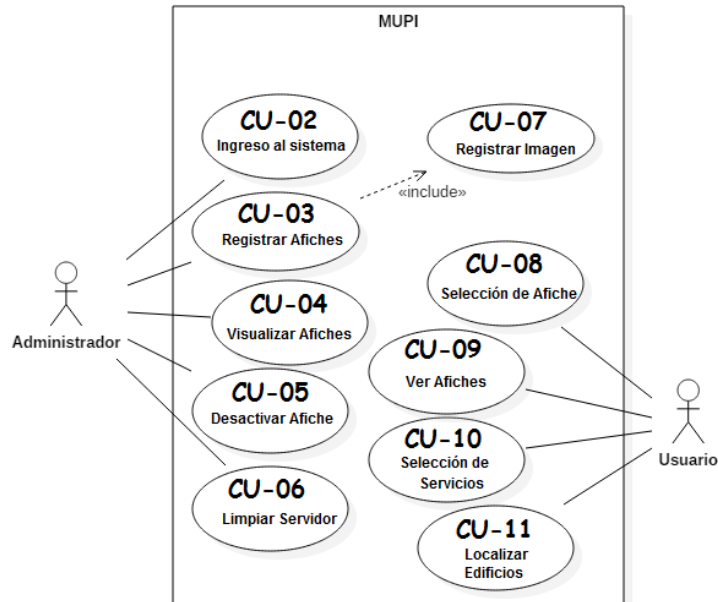 MUPI
CU-02
Ingreso al sistema
CU-07
Registrar Imagen
«include»
CU-03
Registrar Afiches
CU-08
Selección de Afiche
CU-04
Visualizar Afiches
Administrador
CU-09
Ver Afiches
CU-05
Desactivar Afiche
CU-10
Selección de
Servicios
Usuario
CU-06
Limpiar Servidor
CU-11
Localizar
Edificios